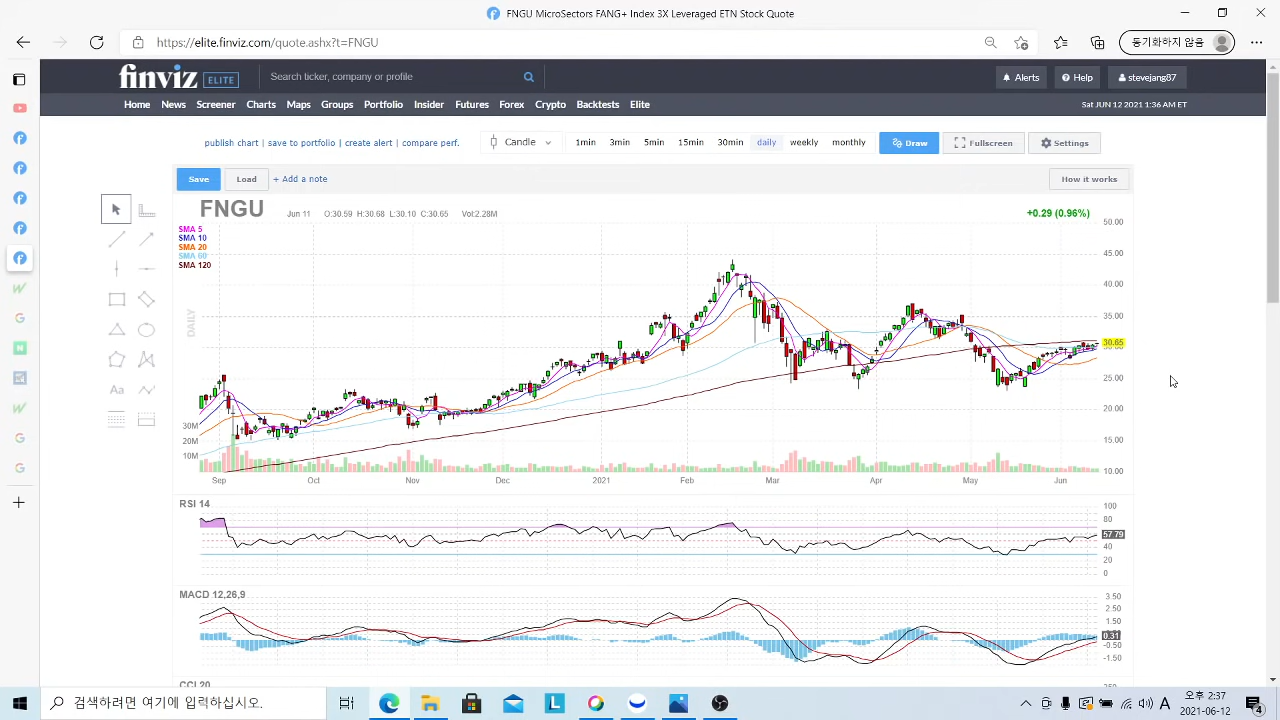 FNGU MicroSectors FANG+ Index 3X Leveraged ETN Stock Quote
https://elite.finviz.com/quote.ashx?t=FNGU
동기화하지 않음
finviz ELITE
Search ticker, company or profile
Alerts
Help
stevejang87
Home News Screener Charts Maps Groups Portfolio Insider Futures Forex Crypto Backtests Elite
Sat JUN 12 2021 1:36 AM ET
publish chart | save to portfolio | create alert | compare perf.
Candle
1min 3min 5min 15min 30min daily weekly monthly
Draw
Fullscreen
Settings
Save
Load
+ Add a note
How it works
FNGU
Jun 11 O:30.59 H:30.68 L:30.10 C:30.65 Vol:2.28M
+0.29 (0.96%)
SMA 5
SMA 10
SMA 20
SMA 60
SMA 120
DAILY
Aa
50.00
45.00
40.00
35.00
30.65
30.00
25.00
20.00
15.00
10.00
30M
20M
10M
Sep Oct Nov Dec 2021 Feb Mar Apr May Jun
RSI 14
100
80
57.79
40
20
0
MACD 12,26,9
3.50
2.50
1.50
0.31
-0.50
-1.50
CCI 20
검색하려면 여기에 입력하십시오.
A
오후 2:37
2021-06-12
4